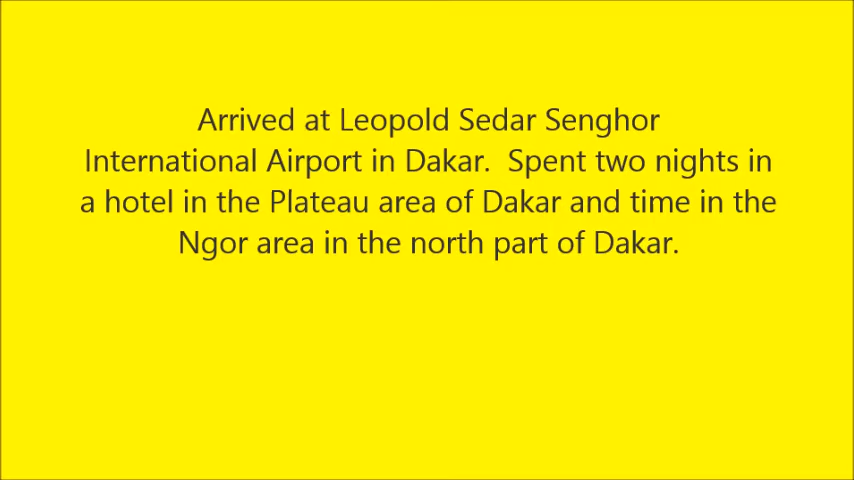 Arrived at Leopold Sedar Senghor
International Airport in Dakar.  Spent two nights in
a hotel in the Plateau area of Dakar and time in the
Ngor area in the north part of Dakar.